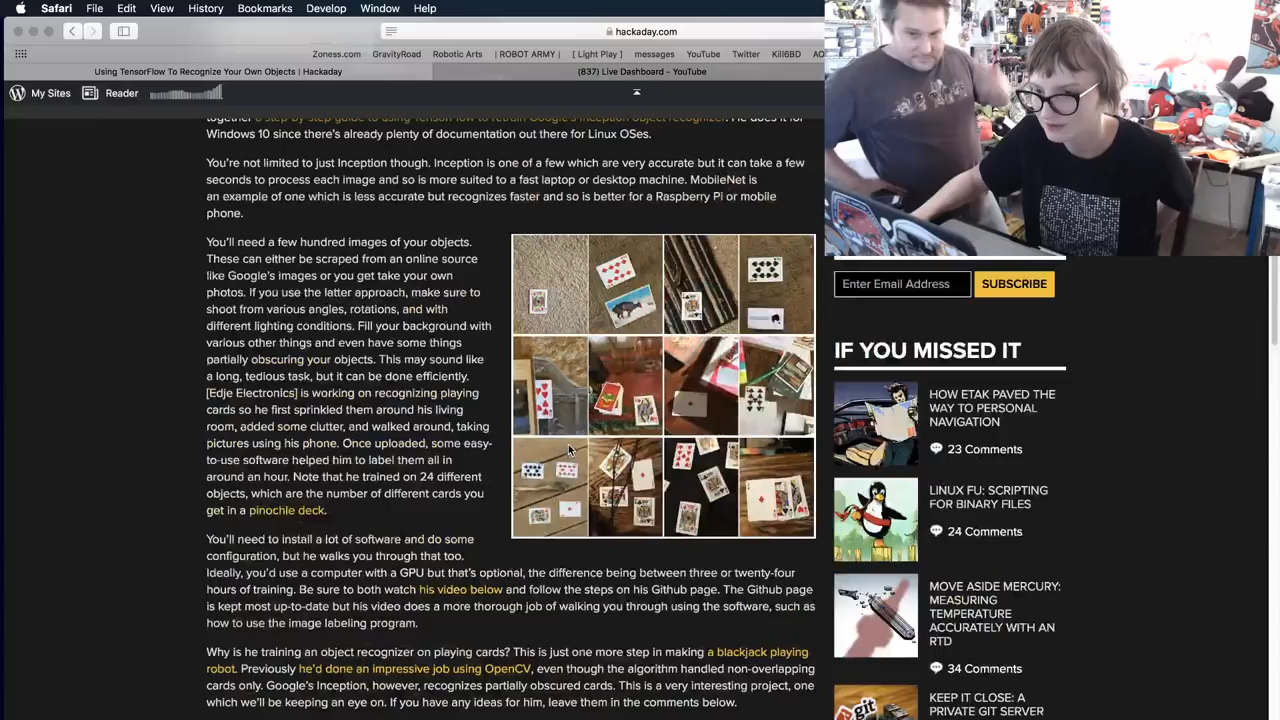 Safari File Edit View History Bookmarks Develop Window Help
hackaday.com
Zoness.com GravityRoad Robotic Arts | ROBOT ARMY | [ Light Play ] messages YouTube Twitter Kill6BD AO
Using TensorFlow To Recognize Your Own Objects | Hackaday
(837) Live Dashboard - YouTube
My Sites Reader
together a step by step guide to using TensorFlow to retrain Google's Inception object recognizer. He does it for
Windows 10 since there's already plenty of documentation out there for Linux OSes.
You're not limited to just Inception though. Inception is one of a few which are very accurate but it can take a few
seconds to process each image and so is more suited to a fast laptop or desktop machine. MobileNet is
an example of one which is less accurate but recognizes faster and so is better for a Raspberry Pi or mobile
phone.
You'll need a few hundred images of your objects.
These can either be scraped from an online source
like Google's images or you get take your own
photos. If you use the latter approach, make sure to
shoot from various angles, rotations, and with
different lighting conditions. Fill your background with
various other things and even have some things
partially obscuring your objects. This may sound like
a long, tedious task, but it can be done efficiently.
[Edje Electronics] is working on recognizing playing
cards so he first sprinkled them around his living
room, added some clutter, and walked around, taking
pictures using his phone. Once uploaded, some easy-
to-use software helped him to label them all in
around an hour. Note that he trained on 24 different
objects, which are the number of different cards you
get in a pinochle deck.
You'll need to install a lot of software and do some
configuration, but he walks you through that too.
Ideally, you'd use a computer with a GPU but that's optional, the difference being between three or twenty-four
hours of training. Be sure to both watch his video below and follow the steps on his Github page. The Github page
is kept most up-to-date but his video does a more thorough job of walking you through using the software, such as
how to use the image labeling program.
Why is he training an object recognizer on playing cards? This is just one more step in making a blackjack playing
robot. Previously he'd done an impressive job using OpenCV, even though the algorithm handled non-overlapping
cards only. Google's Inception, however, recognizes partially obscured cards. This is a very interesting project, one
which we'll be keeping an eye on. If you have any ideas for him, leave them in the comments below.
Enter Email Address SUBSCRIBE
IF YOU MISSED IT
HOW ETAK PAVED THE
WAY TO PERSONAL
NAVIGATION
23 Comments
LINUX FU: SCRIPTING
FOR BINARY FILES
24 Comments
MOVE ASIDE MERCURY:
MEASURING
TEMPERATURE
ACCURATELY WITH AN
RTD
34 Comments
KEEP IT CLOSE: A
PRIVATE GIT SERVER
git